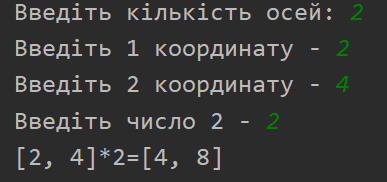 Введіть кількість осей: 2
Введіть 1 координату - 2
Введіть 2 координату - 4
Введіть число 2 - 2
[2, 4]*2=[4, 8]